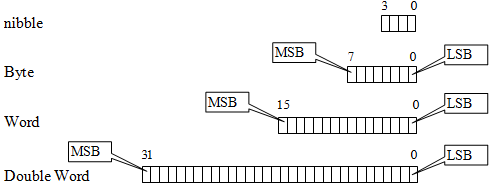 nibble 3 0
MSB 7 0 LSB
Byte
MSB 15 0 LSB
Word
MSB 31 0 LSB
Double Word